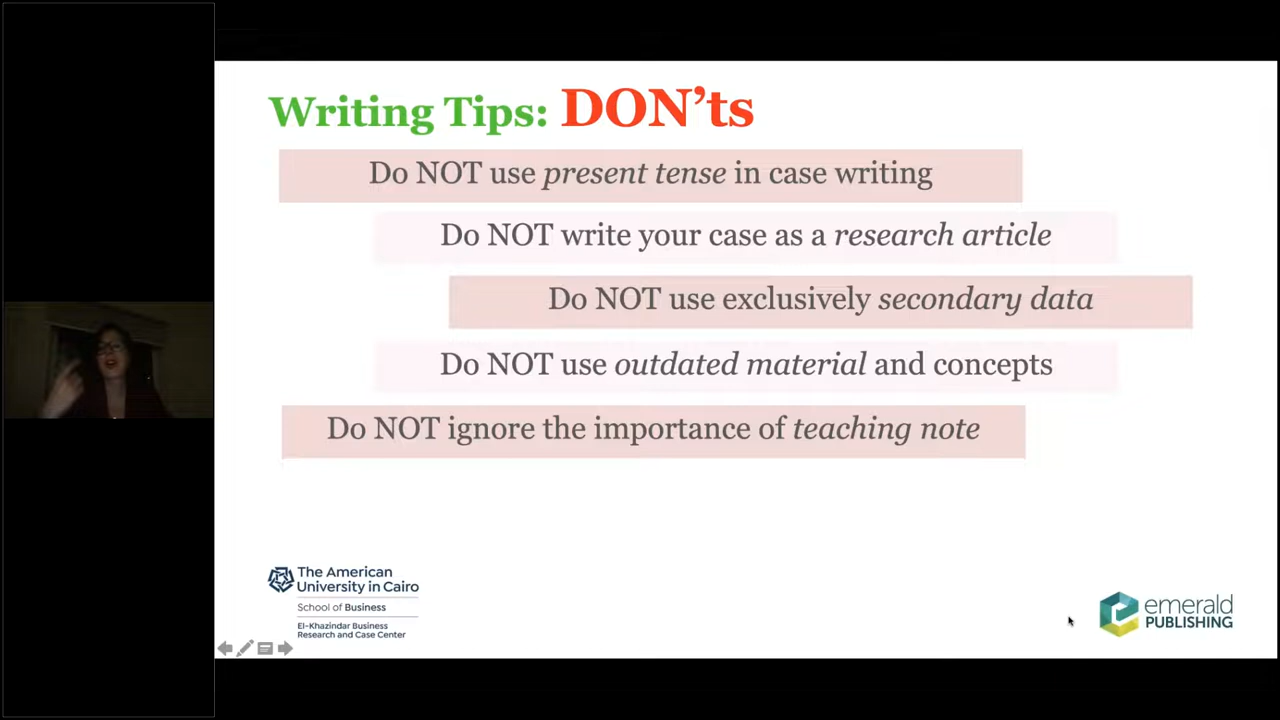 Writing Tips: DON'ts
Do NOT use present tense in case writing
Do NOT write your case as a research article
Do NOT use exclusively secondary data
Do NOT use outdated material and concepts
Do NOT ignore the importance of teaching note
The American
University in Cairo
School of Business
El-Khazindar Business
Research and Case Center
emerald
PUBLISHING